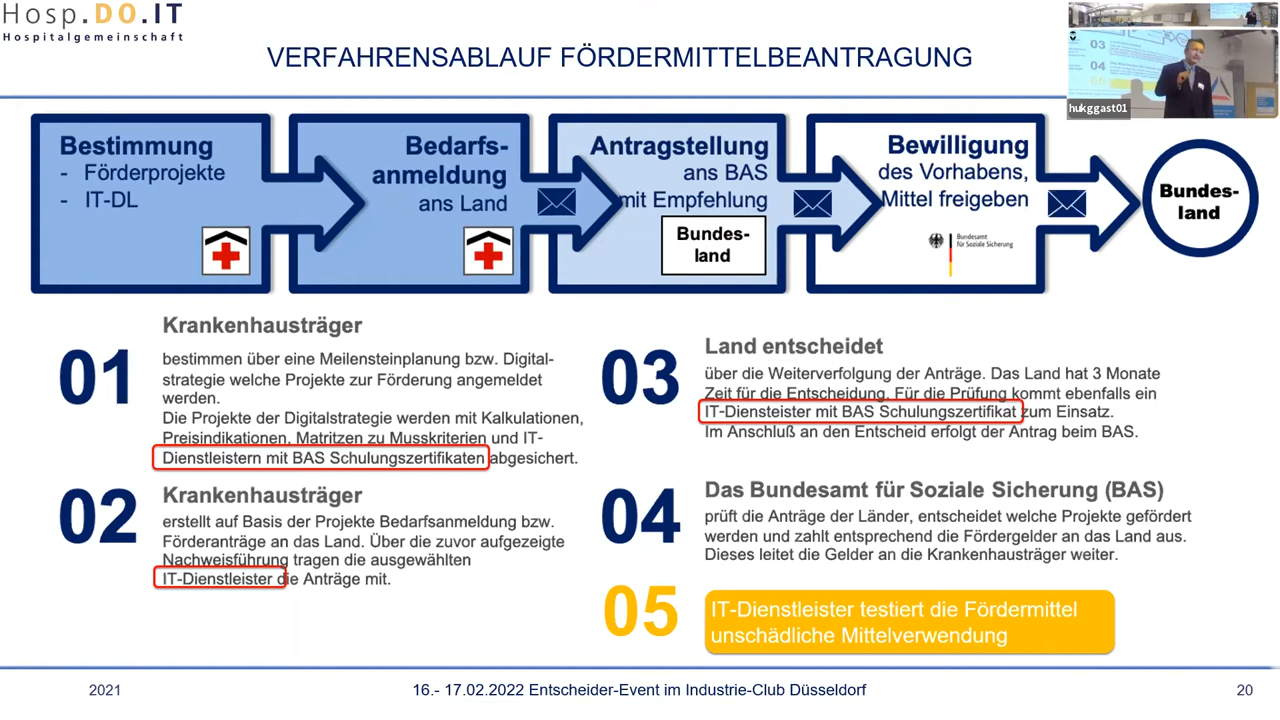 Hosp.DO.IT
Hospitalgemeinschaft
VERFAHRENSABLAUF FÖRDERMITTELBEANTRAGUNG
03
04
05
hukggast01
Bestimmung
- Förderprojekte
- IT-DL
Bedarfs-
anmeldung
ans Land
Antragstellung
ans BAS
mit Empfehlung
Bundes-
land
Bewilligung
des Vorhabens,
Mittel freigeben
Bundesamt
für Soziale Sicherung
Bundes-
land
01
Krankenhausträger
bestimmen über eine Meilensteinplanung bzw. Digital-
strategie welche Projekte zur Förderung angemeldet
werden.
Die Projekte der Digitalstrategie werden mit Kalkulationen,
Preisindikationen, Matritzen zu Musskriterien und IT-
Dienstleistern mit BAS Schulungszertifikaten abgesichert.
02
Krankenhausträger
erstellt auf Basis der Projekte Bedarfsanmeldung bzw.
Förderanträge an das Land. Über die zuvor aufgezeigte
Nachweisführung tragen die ausgewählten
IT-Dienstleister die Anträge mit.
03
Land entscheidet
über die Weiterverfolgung der Anträge. Das Land hat 3 Monate
Zeit für die Entscheidung. Für die Prüfung kommt ebenfalls ein
IT-Diensteister mit BAS Schulungszertifikat zum Einsatz.
Im Anschluß an den Entscheid erfolgt der Antrag beim BAS.
04
Das Bundesamt für Soziale Sicherung (BAS)
prüft die Anträge der Länder, entscheidet welche Projekte gefördert
werden und zahlt entsprechend die Fördergelder an das Land aus.
Dieses leitet die Gelder an die Krankenhausträger weiter.
05
IT-Dienstleister testiert die Fördermittel
unschädliche Mittelverwendung
2021
16.- 17.02.2022 Entscheider-Event im Industrie-Club Düsseldorf
20